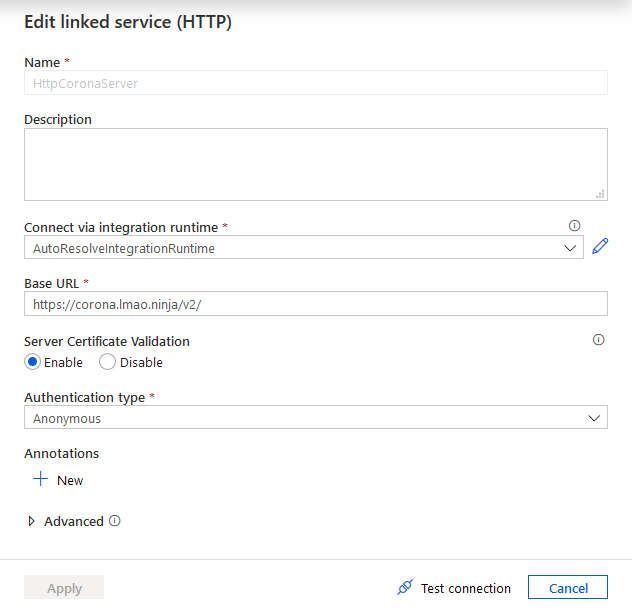 Edit linked service (HTTP)
Name *
HttpCoronaServer
Description
Connect via integration runtime *
AutoResolveIntegrationRuntime
Base URL *
https://corona.lmao.ninja/v2/
Server Certificate Validation
Enable Disable
Authentication type *
Anonymous
Annotations
New
Advanced
Apply Test connection Cancel